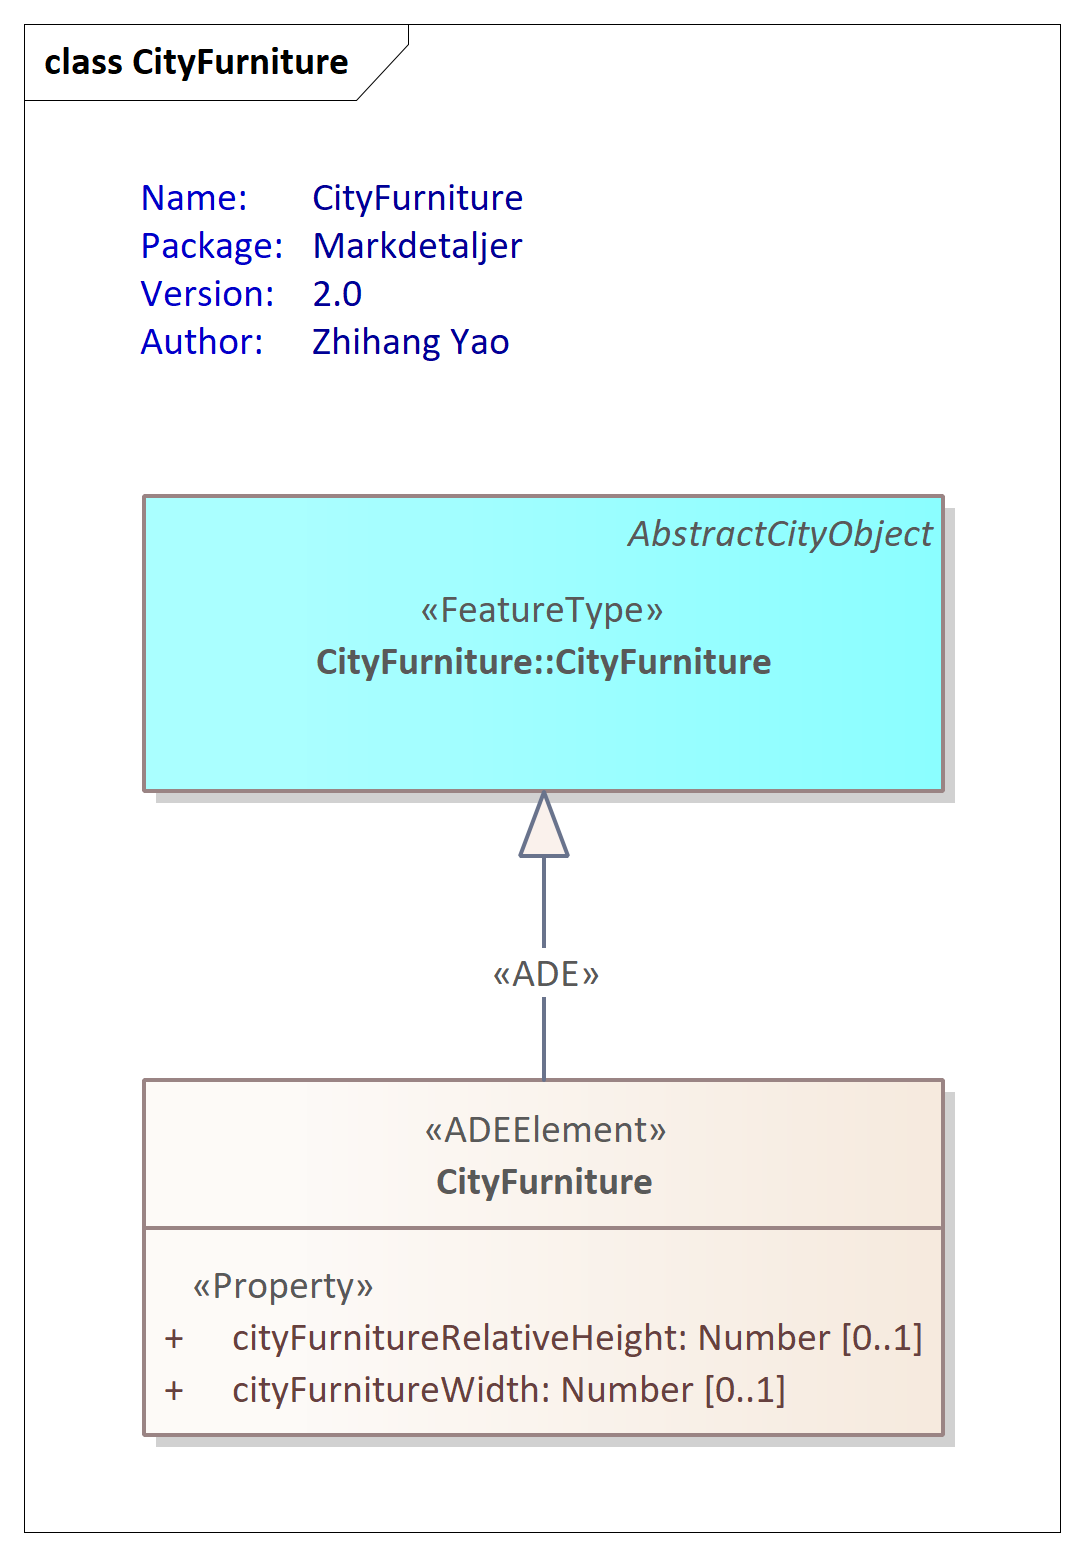 class CityFurniture
Name: CityFurniture
Package: Markdetaljer
Version: 2.0
Author: Zhihang Yao
AbstractCityObject
«FeatureType»
CityFurniture::CityFurniture
«ADE»
«ADEElement»
CityFurniture
«Property»
+ cityFurnitureRelativeHeight: Number [0..1]
+ cityFurnitureWidth: Number [0..1]